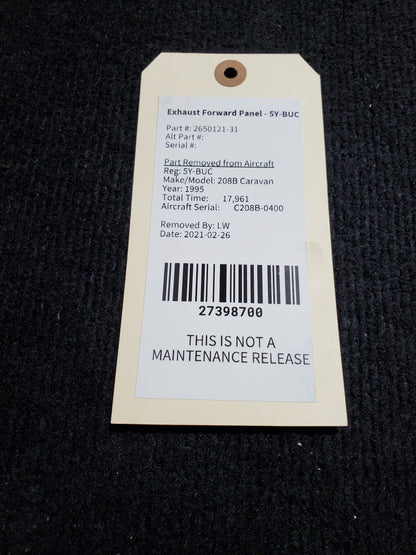 Exhaust Forward Panel - 5Y-BUC
Part #: 2650121-31
Alt Part #:
Serial #:
Part Removed from Aircraft
Reg: 5Y-BUC
Make/Model: 208B Caravan
Year: 1995
Total Time: 17,961
Aircraft Serial: C208B-0400
Removed By: LW
Date: 2021-02-26
27398700
THIS IS NOT A
MAINTENANCE RELEASE